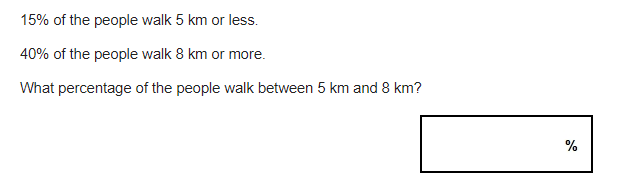 15% of the people walk 5 km or less.
40% of the people walk 8 km or more.
What percentage of the people walk between 5 km and 8 km?
%